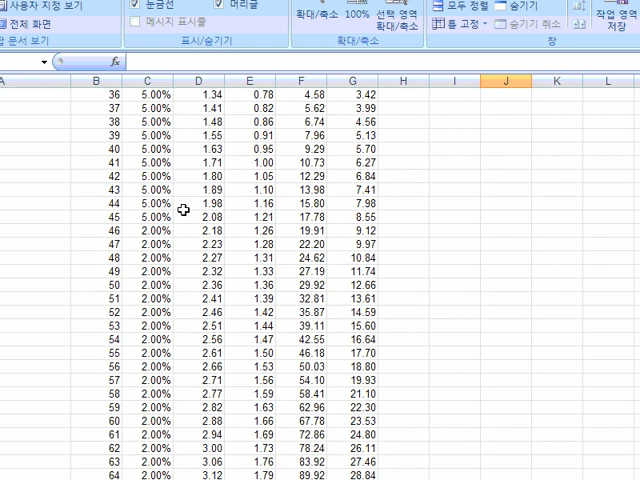 사용자 지정 보기 눈금선 머리글 모두 정렬 숨기기
전체 화면 메시지 표시줄 확대/축소 100% 선택 영역 확대/축소 틀 고정 숨기기 취소 작업 영역 저장
합 문서 보기 표시/숨기기 확대/축소 창
fx
A B C D E F G H I J K L
36 5.00% 1.34 0.78 4.58 3.42
37 5.00% 1.41 0.82 5.62 3.99
38 5.00% 1.48 0.86 6.74 4.56
39 5.00% 1.55 0.91 7.96 5.13
40 5.00% 1.63 0.95 9.29 5.70
41 5.00% 1.71 1.00 10.73 6.27
42 5.00% 1.80 1.05 12.29 6.84
43 5.00% 1.89 1.10 13.98 7.41
44 5.00% 1.98 1.16 15.80 7.98
45 5.00% 2.08 1.21 17.78 8.55
46 2.00% 2.18 1.26 19.91 9.12
47 2.00% 2.23 1.28 22.20 9.97
48 2.00% 2.27 1.31 24.62 10.84
49 2.00% 2.32 1.33 27.19 11.74
50 2.00% 2.36 1.36 29.92 12.66
51 2.00% 2.41 1.39 32.81 13.61
52 2.00% 2.46 1.42 35.87 14.59
53 2.00% 2.51 1.44 39.11 15.60
54 2.00% 2.56 1.47 42.55 16.64
55 2.00% 2.61 1.50 46.18 17.70
56 2.00% 2.66 1.53 50.03 18.80
57 2.00% 2.71 1.56 54.10 19.93
58 2.00% 2.77 1.59 58.41 21.10
59 2.00% 2.82 1.63 62.96 22.30
60 2.00% 2.88 1.66 67.78 23.53
61 2.00% 2.94 1.69 72.86 24.80
62 2.00% 3.00 1.73 78.24 26.11
63 2.00% 3.06 1.76 83.92 27.46
64 2.00% 3.12 1.79 89.92 28.84